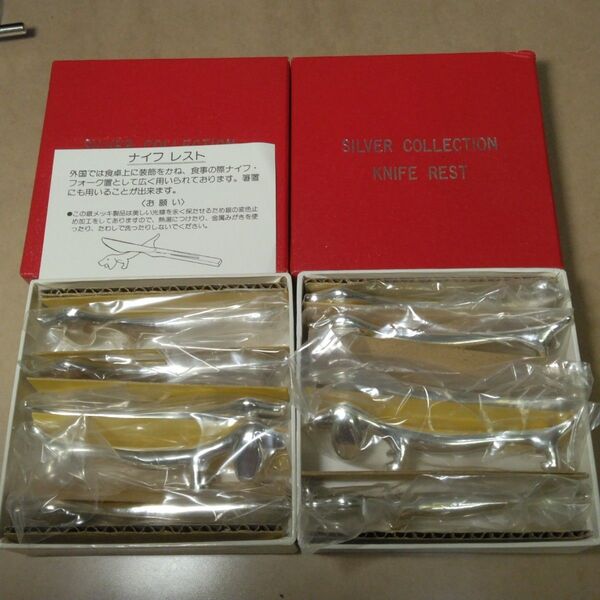 SILVER COLLECTION
ナイフ レスト
外国では食卓上に装飾をかね、食事の際ナイフ・
フォーク置として広く用いられております。箸置
にも用いることが出来ます。
〈お 願 い〉
●この銀メッキ製品は美しい光輝を永く保たせるため銀の変色止
め加工をしてありますので、熱湯につけたり、金属みがきを使
ったり、たわしで洗ったりしないでください。
SILVER COLLECTION
KNIFE REST